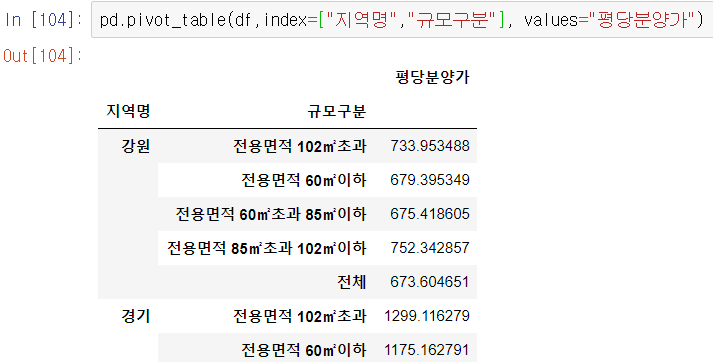 In [104]: pd.pivot_table(df,index=["지역명","규모구분"], values="평당분양가")
Out[104]:
평당분양가
지역명 규모구분
강원 전용면적 102㎡초과 733.953488
전용면적 60㎡이하 679.395349
전용면적 60㎡초과 85㎡이하 675.418605
전용면적 85㎡초과 102㎡이하 752.342857
전체 673.604651
경기 전용면적 102㎡초과 1299.116279
전용면적 60㎡이하 1175.162791